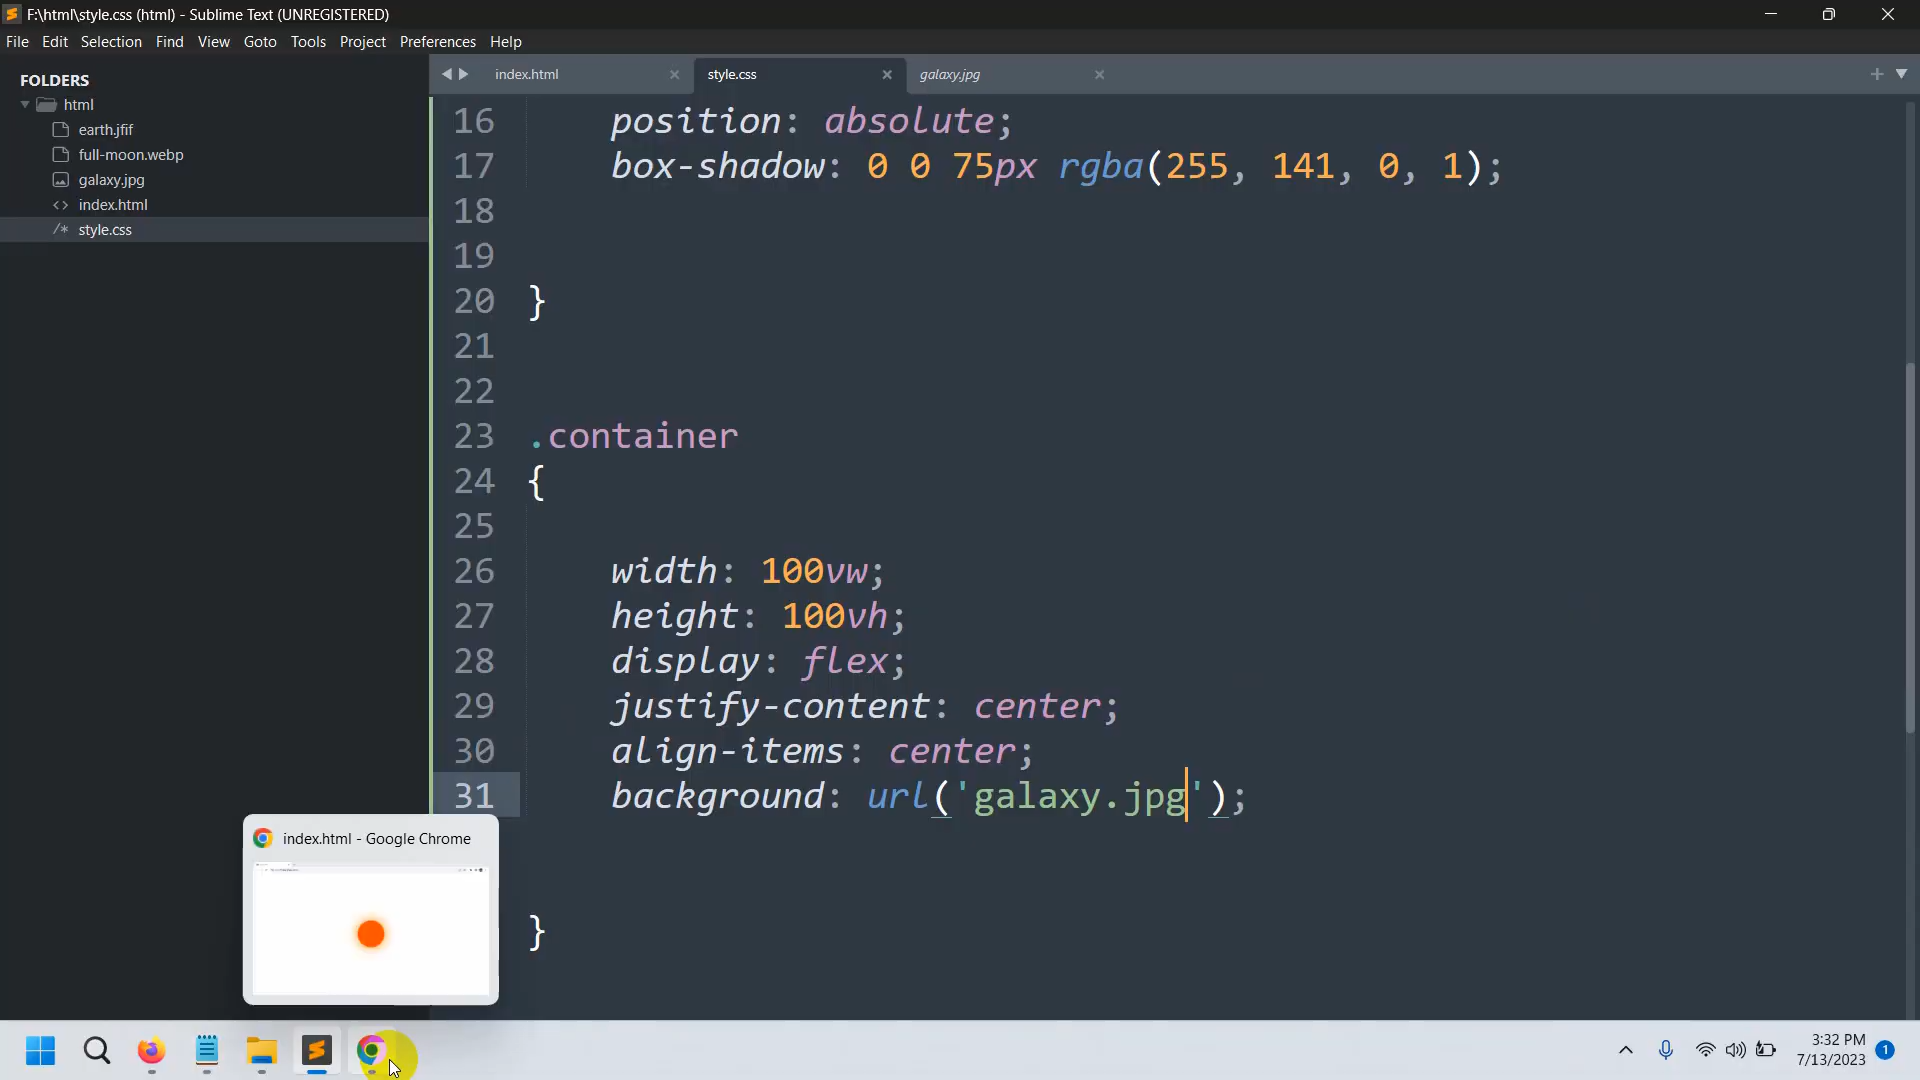 F:\html\style.css (html) - Sublime Text (UNREGISTERED)
File Edit Selection Find View Goto Tools Project Preferences Help
FOLDERS
html
earth.jfif
full-moon.webp
galaxy.jpg
index.html
style.css
index.html style.css galaxy.jpg
16 position: absolute;
17 box-shadow: 0 0 75px rgba(255, 141, 0, 1);
18
19
20 }
21
22
23 .container
24 {
25
26 width: 100vw;
27 height: 100vh;
28 display: flex;
29 justify-content: center;
30 align-items: center;
31 background: url('galaxy.jpg');
}
index.html - Google Chrome
3:32 PM
7/13/2023
1